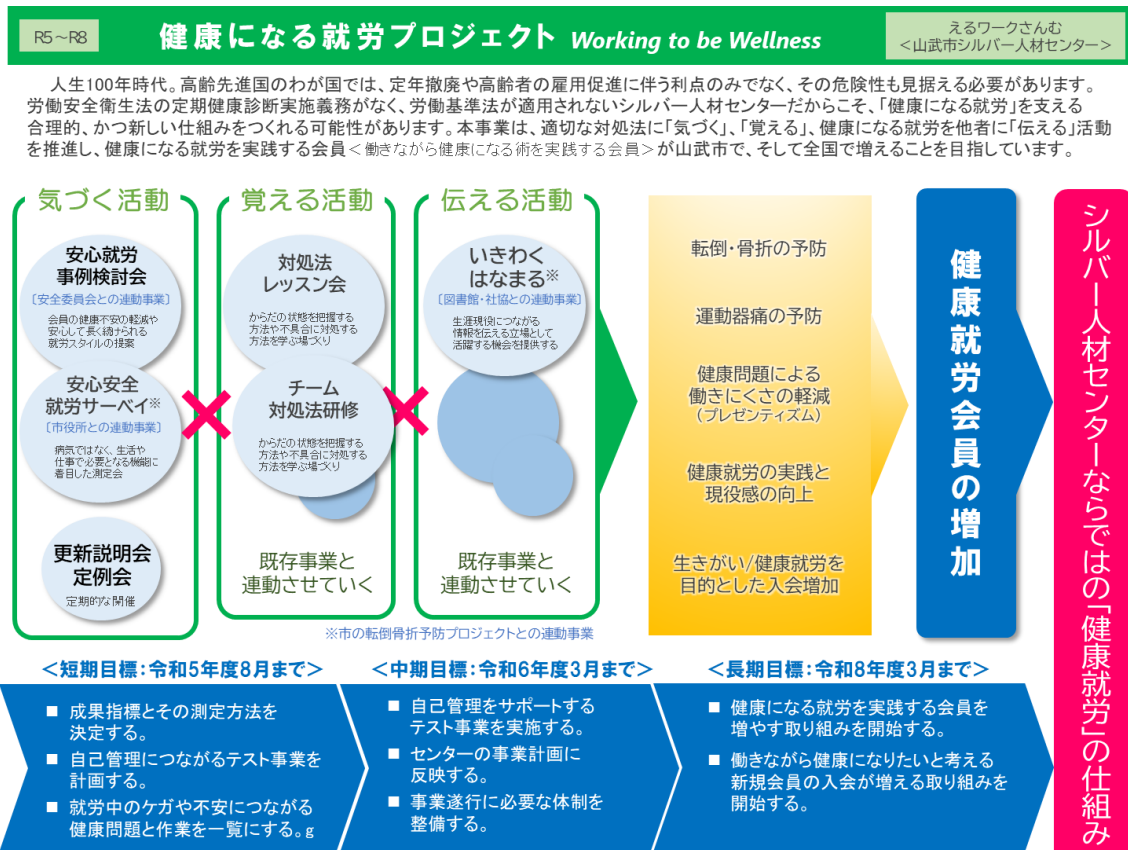 R5～R8
健康になる就労プロジェクト Working to be Wellness
えるワークさんむ
＜山武市シルバー人材センター＞
人生100年時代。高齢先進国のわが国では、定年撤廃や高齢者の雇用促進に伴う利点のみでなく、その危険性も見据える必要があります。
労働安全衛生法の定期健康診断実施義務がなく、労働基準法が適用されないシルバー人材センターだからこそ、「健康になる就労」を支える
合理的、かつ新しい仕組みをつくれる可能性があります。本事業は、適切な対処法に「気づく」、「覚える」、健康になる就労を他者に「伝える」活動
を推進し、健康になる就労を実践する会員＜働きながら健康になる術を実践する会員＞が山武市で、そして全国で増えることを目指しています。
気づく活動
安心就労
事例検討会
〔安全委員会との連動事業〕
会員の健康不安の軽減や
安心して長く続けられる
就労スタイルの提案
安心安全
就労サーベイ※
〔市役所との連動事業〕
病気ではなく、生活や
仕事で必要となる機能に
着目した測定会
更新説明会
定例会
定期的な開催
覚える活動
対処法
レッスン会
からだの状態を把握する
方法や不具合に対処する
方法を学ぶ場づくり
チーム
対処法研修
からだの状態を把握する
方法や不具合に対処する
方法を学ぶ場づくり
既存事業と
連動させていく
伝える活動
いきわく
はなまる※
〔図書館・社協との連動事業〕
生涯現役につながる
情報を伝える立場として
活躍する機会を提供する
既存事業と
連動させていく
※市の転倒骨折予防プロジェクトとの連動事業
転倒・骨折の予防
運動器痛の予防
健康問題による
働きにくさの軽減
（プレゼンティズム）
健康就労の実践と
現役感の向上
生きがい/健康就労を
目的とした入会増加
健康就労会員の増加
シルバー人材センターならではの「健康就労」の仕組み
＜短期目標：令和5年度8月まで＞
■ 成果指標とその測定方法を
決定する。
■ 自己管理につながるテスト事業を
計画する。
■ 就労中のケガや不安につながる
健康問題と作業を一覧にする。g
＜中期目標：令和6年度3月まで＞
■ 自己管理をサポートする
テスト事業を実施する。
■ センターの事業計画に
反映する。
■ 事業遂行に必要な体制を
整備する。
＜長期目標：令和8年度3月まで＞
■ 健康になる就労を実践する会員を
増やす取り組みを開始する。
■ 働きながら健康になりたいと考える
新規会員の入会が増える取り組みを
開始する。